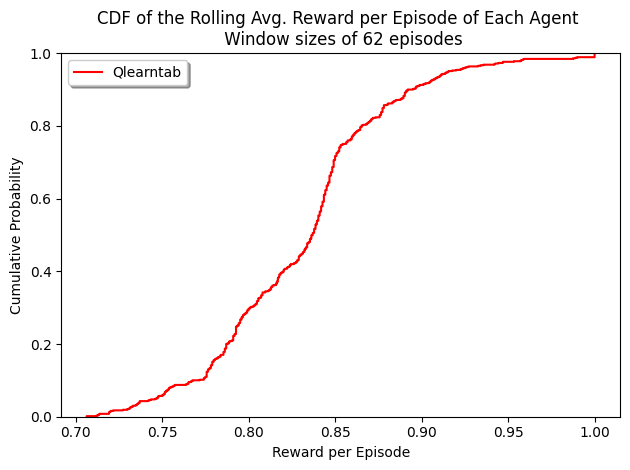 CDF of the Rolling Avg. Reward per Episode of Each Agent
Window sizes of 62 episodes
Qlearntab
Cumulative Probability
1.0
0.8
0.6
0.4
0.2
0.0
0.70
0.75
0.80
0.85
0.90
0.95
1.00
Reward per Episode